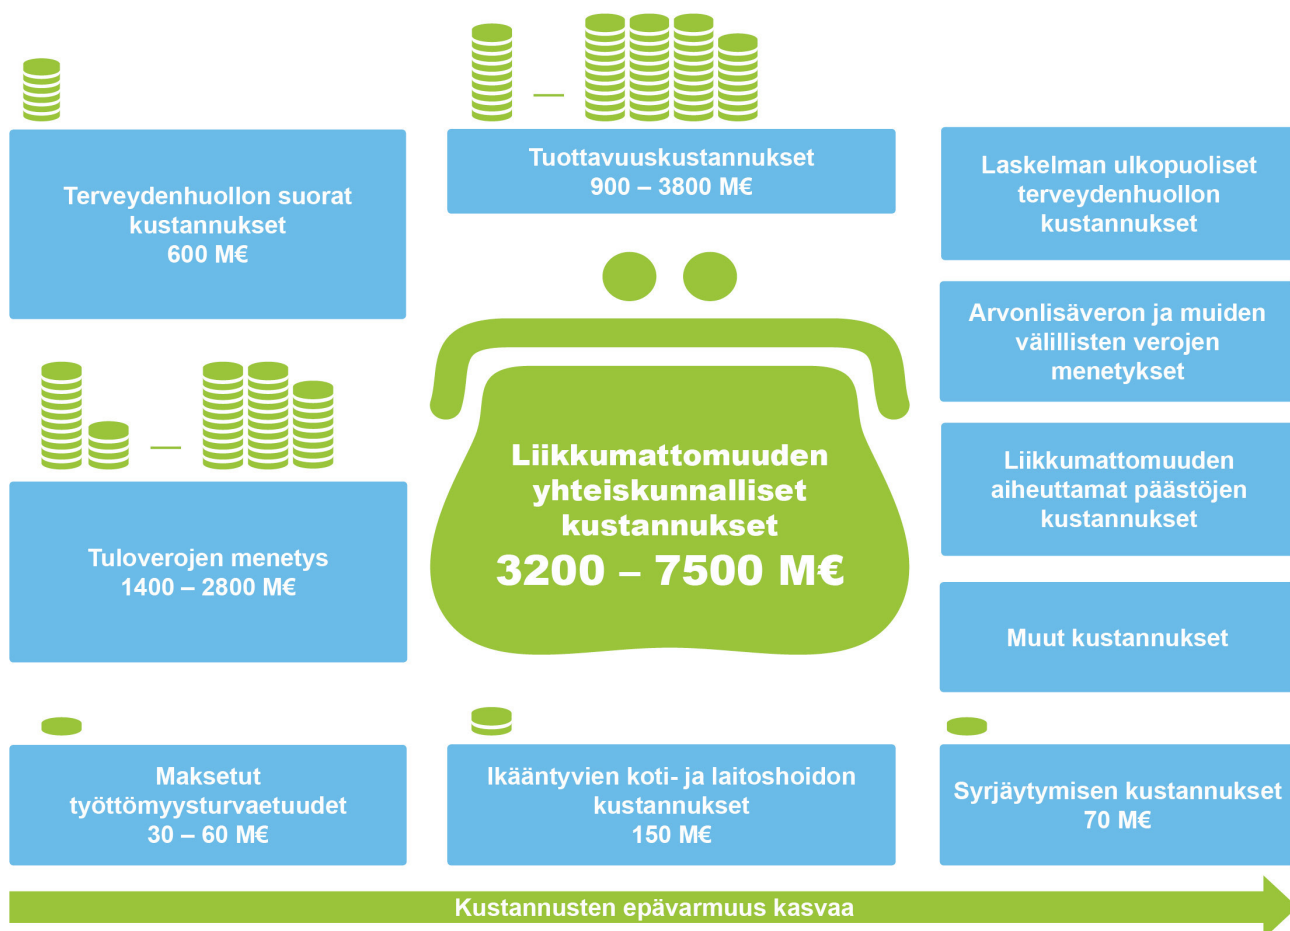 Terveydenhuollon suorat
kustannukset
600 M€
Tuottavuuskustannukset
900 – 3800 M€
Laskelman ulkopuoliset
terveydenhuollon
kustannukset
Arvonlisäveron ja muiden
välillisten verojen
menetykset
Tuloverojen menetys
1400 – 2800 M€
Liikkumattomuuden
yhteiskunnalliset
kustannukset
3200 – 7500 M€
Liikkumattomuuden
aiheuttamat päästöjen
kustannukset
Muut kustannukset
Maksetut
työttömyysturvaetuudet
30 – 60 M€
Ikääntyvien koti- ja laitoshoidon
kustannukset
150 M€
Syrjäytymisen kustannukset
70 M€
Kustannusten epävarmuus kasvaa